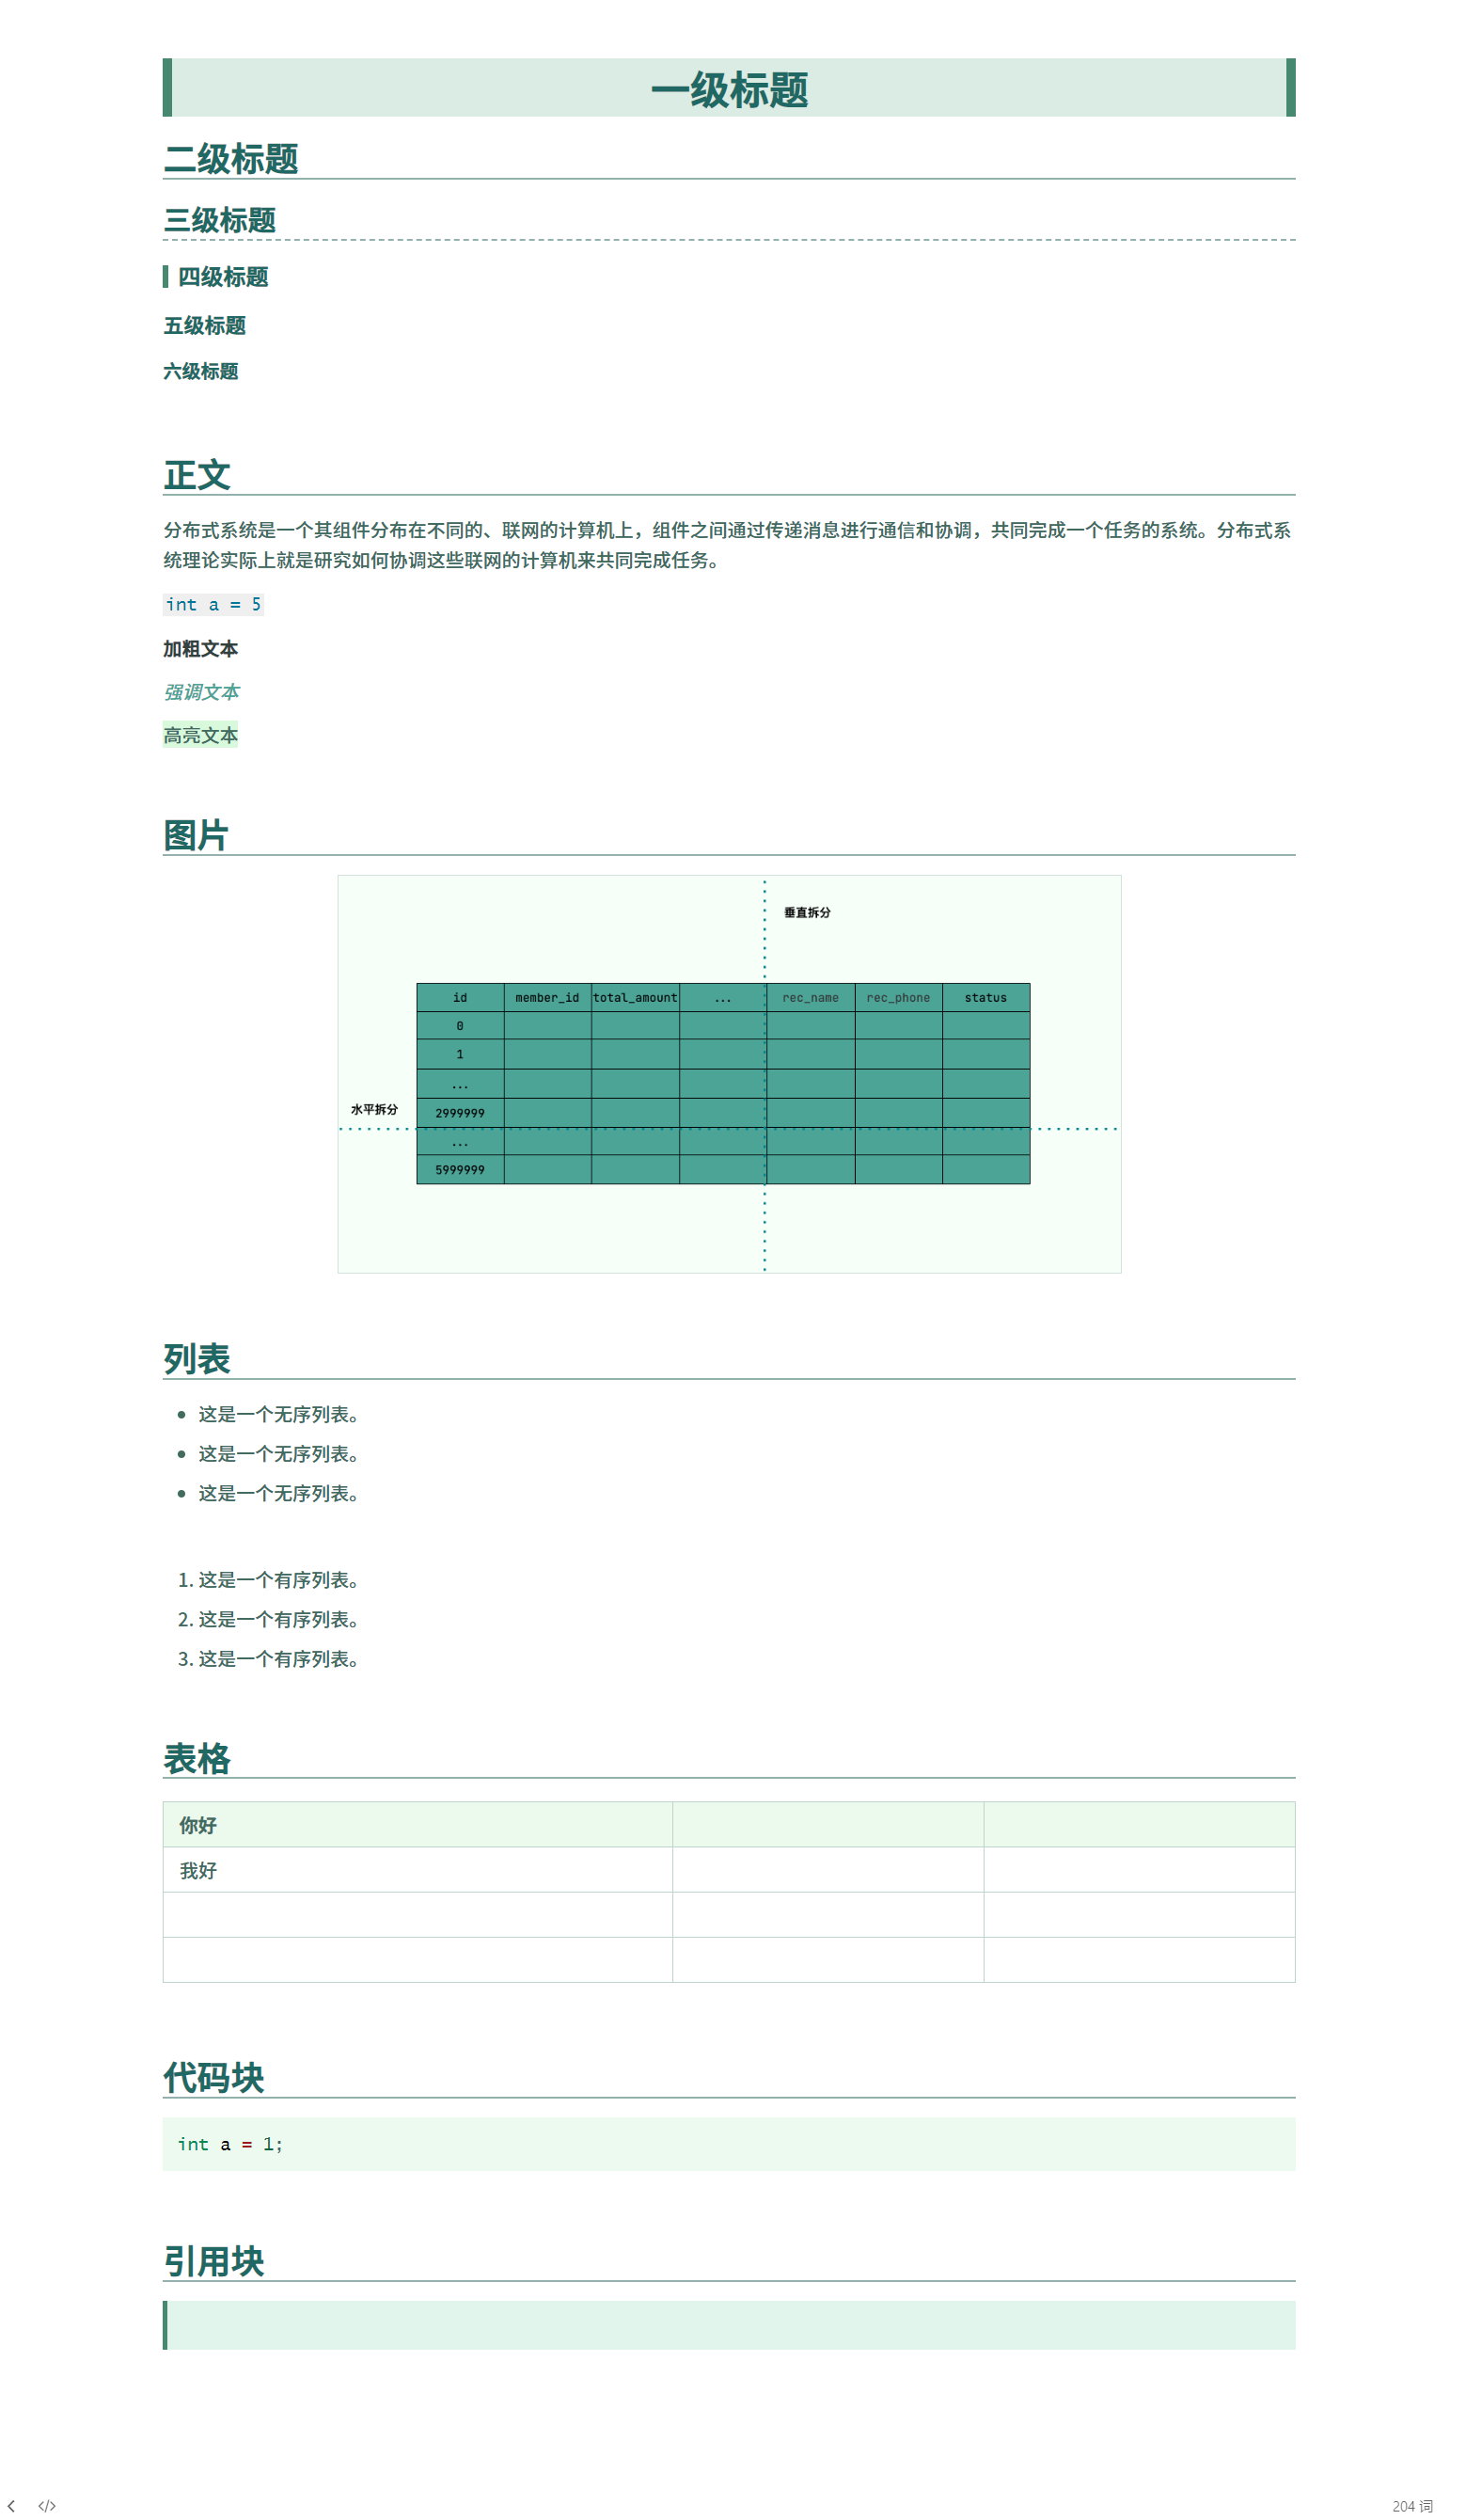 一级标题
二级标题
三级标题
四级标题
五级标题
六级标题
正文
分布式系统是一个其组件分布在不同的、联网的计算机上，组件之间通过传递消息进行通信和协调，共同完成一个任务的系统。分布式系
统理论实际上就是研究如何协调这些联网的计算机来共同完成任务。
int a = 5
加粗文本
强调文本
高亮文本
图片
垂直拆分
id member_id total_amount ... rec_name rec_phone status
0
1
...
水平拆分 2999999
...
5999999
列表
• 这是一个无序列表。
• 这是一个无序列表。
• 这是一个无序列表。
1. 这是一个有序列表。
2. 这是一个有序列表。
3. 这是一个有序列表。
表格
你好
我好
代码块
int a = 1;
引用块
204 词